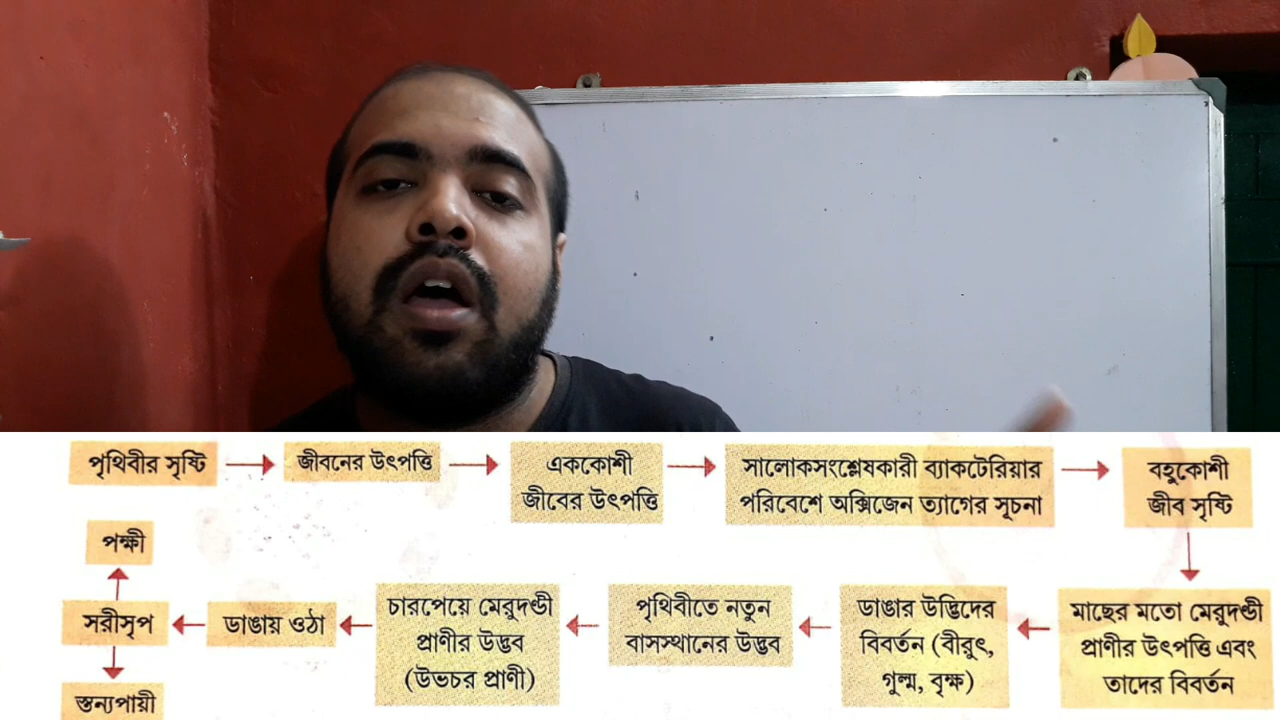 পৃথিবীর সৃষ্টি
জীবনের উৎপত্তি
এককোশী
জীবের উৎপত্তি
সালোকসংশ্লেষকারী ব্যাকটেরিয়ার
পরিবেশে অক্সিজেন ত্যাগের সূচনা
বহুকোশী
জীব সৃষ্টি
মাছের মতো মেরুদণ্ডী
প্রাণীর উৎপত্তি এবং
তাদের বিবর্তন
ডাঙার উদ্ভিদের
বিবর্তন (বীরুৎ,
গুল্ম, বৃক্ষ)
পৃথিবীতে নতুন
বাসস্থানের উদ্ভব
চারপেয়ে মেরুদণ্ডী
প্রাণীর উদ্ভব
(উভচর প্রাণী)
ডাঙায় ওঠা
সরীসৃপ
পক্ষী
স্তন্যপায়ী